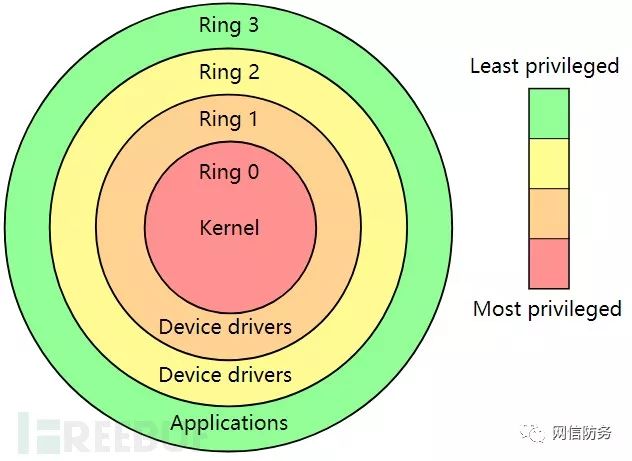 Ring 3
Ring 2
Ring 1
Ring 0
Kernel
Device drivers
Device drivers
Applications
Least privileged
Most privileged
FREEBUF
网信防务